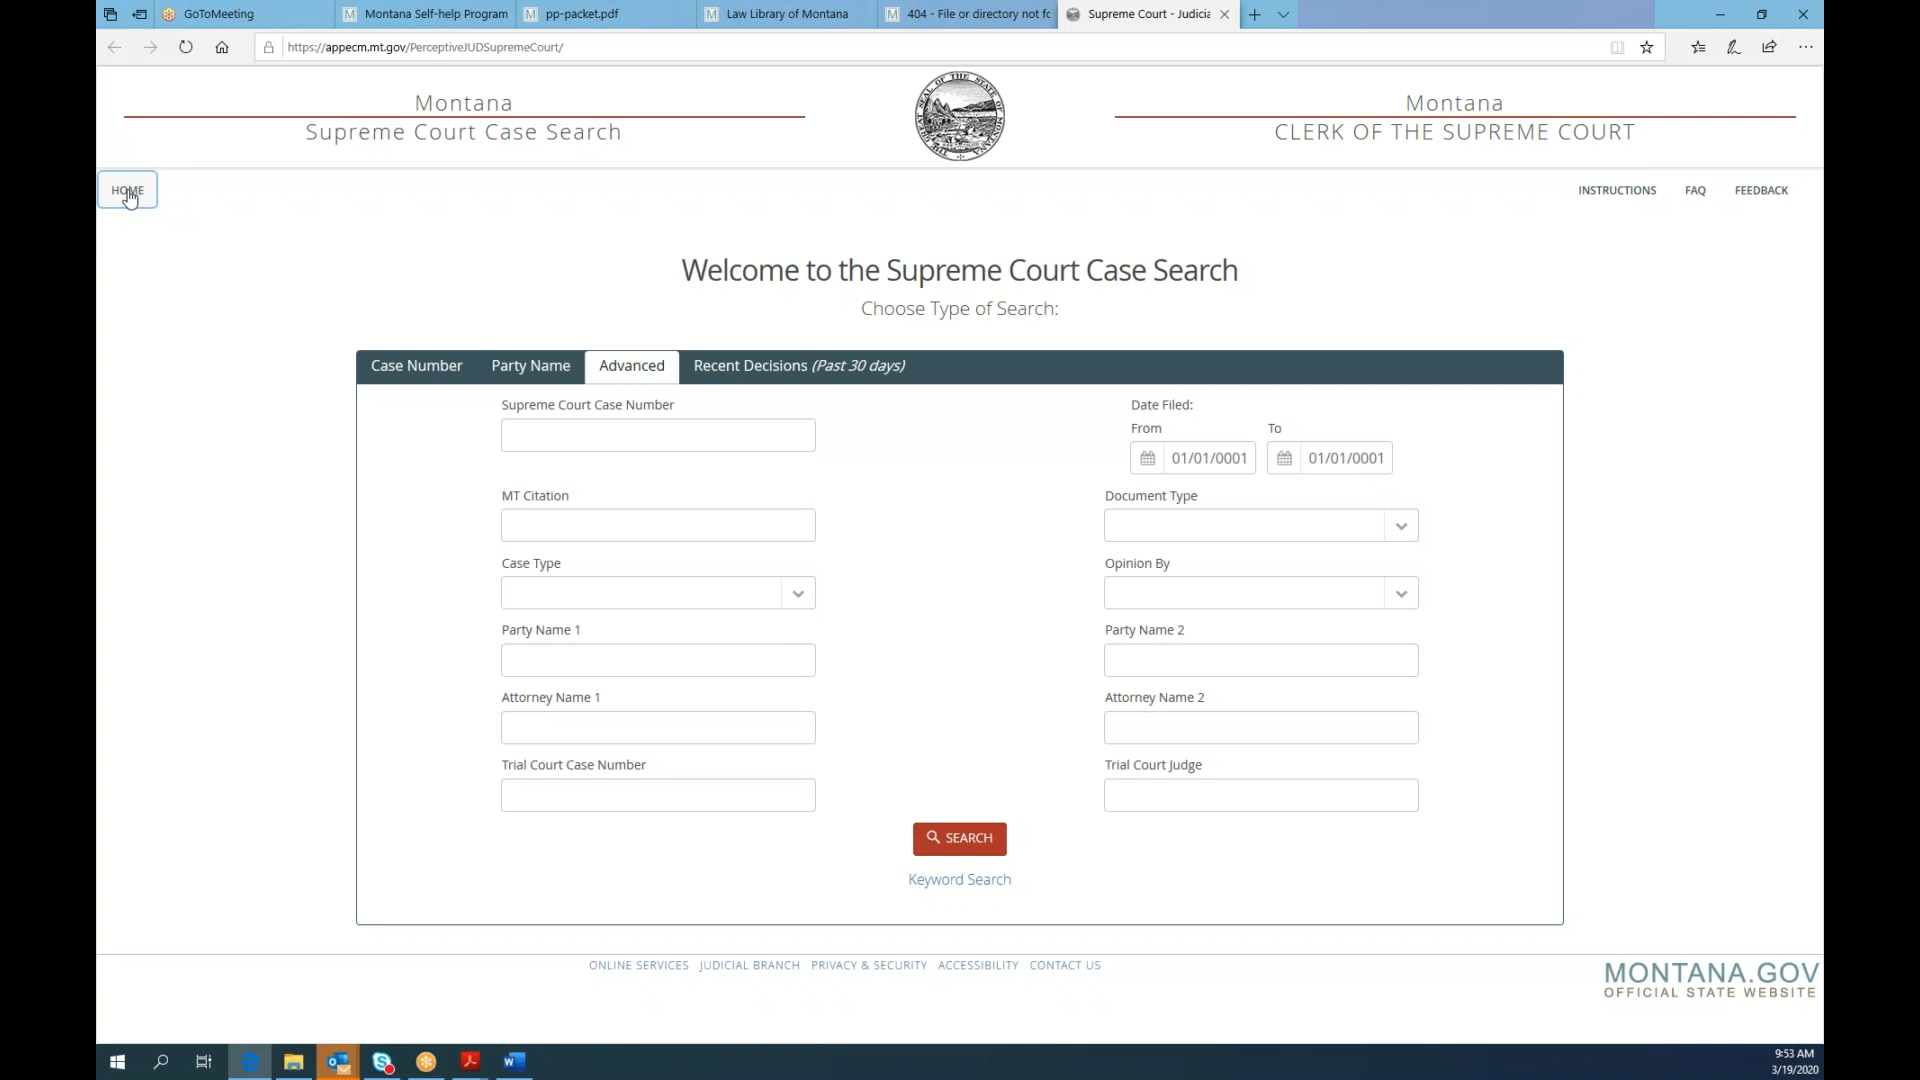 GoToMeeting
Montana Self-help Program
pp-packet.pdf
Law Library of Montana
404 - File or directory not fo
Supreme Court - Judicia
https://appecm.mt.gov/PerceptiveJUDSupremeCourt/
Montana
Supreme Court Case Search
Montana
CLERK OF THE SUPREME COURT
HOME
INSTRUCTIONS FAQ FEEDBACK
Welcome to the Supreme Court Case Search
Choose Type of Search:
Case Number Party Name Advanced Recent Decisions (Past 30 days)
Supreme Court Case Number
Date Filed:
From To
01/01/0001 01/01/0001
MT Citation
Document Type
Case Type
Opinion By
Party Name 1
Party Name 2
Attorney Name 1
Attorney Name 2
Trial Court Case Number
Trial Court Judge
SEARCH
Keyword Search
ONLINE SERVICES JUDICIAL BRANCH PRIVACY & SECURITY ACCESSIBILITY CONTACT US
MONTANA.GOV
OFFICIAL STATE WEBSITE
9:53 AM
3/19/2020